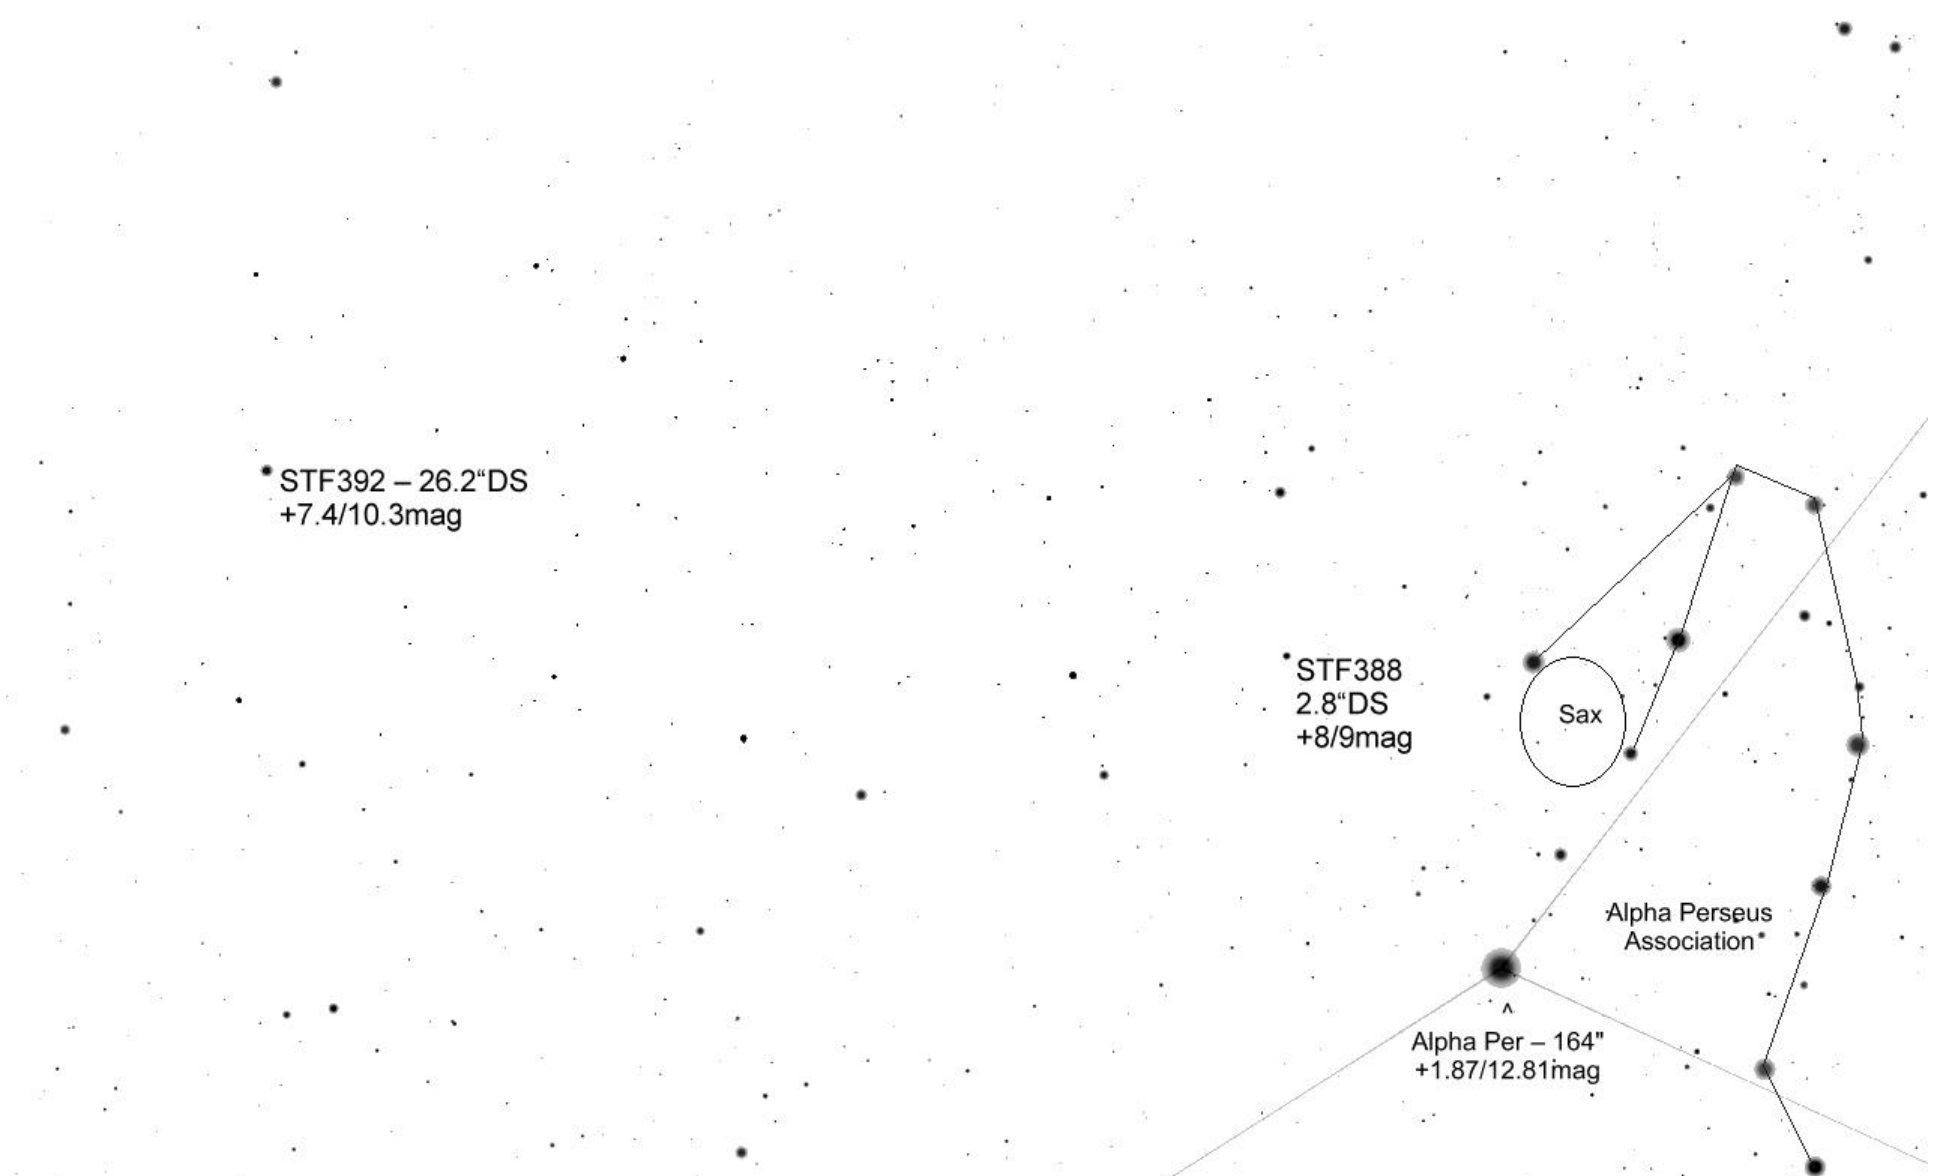 STF392 – 26.2“DS
+7.4/10.3mag
STF388
2.8“DS
+8/9mag
Sax
Alpha Perseus
Association
^
Alpha Per – 164"
+1.87/12.81mag